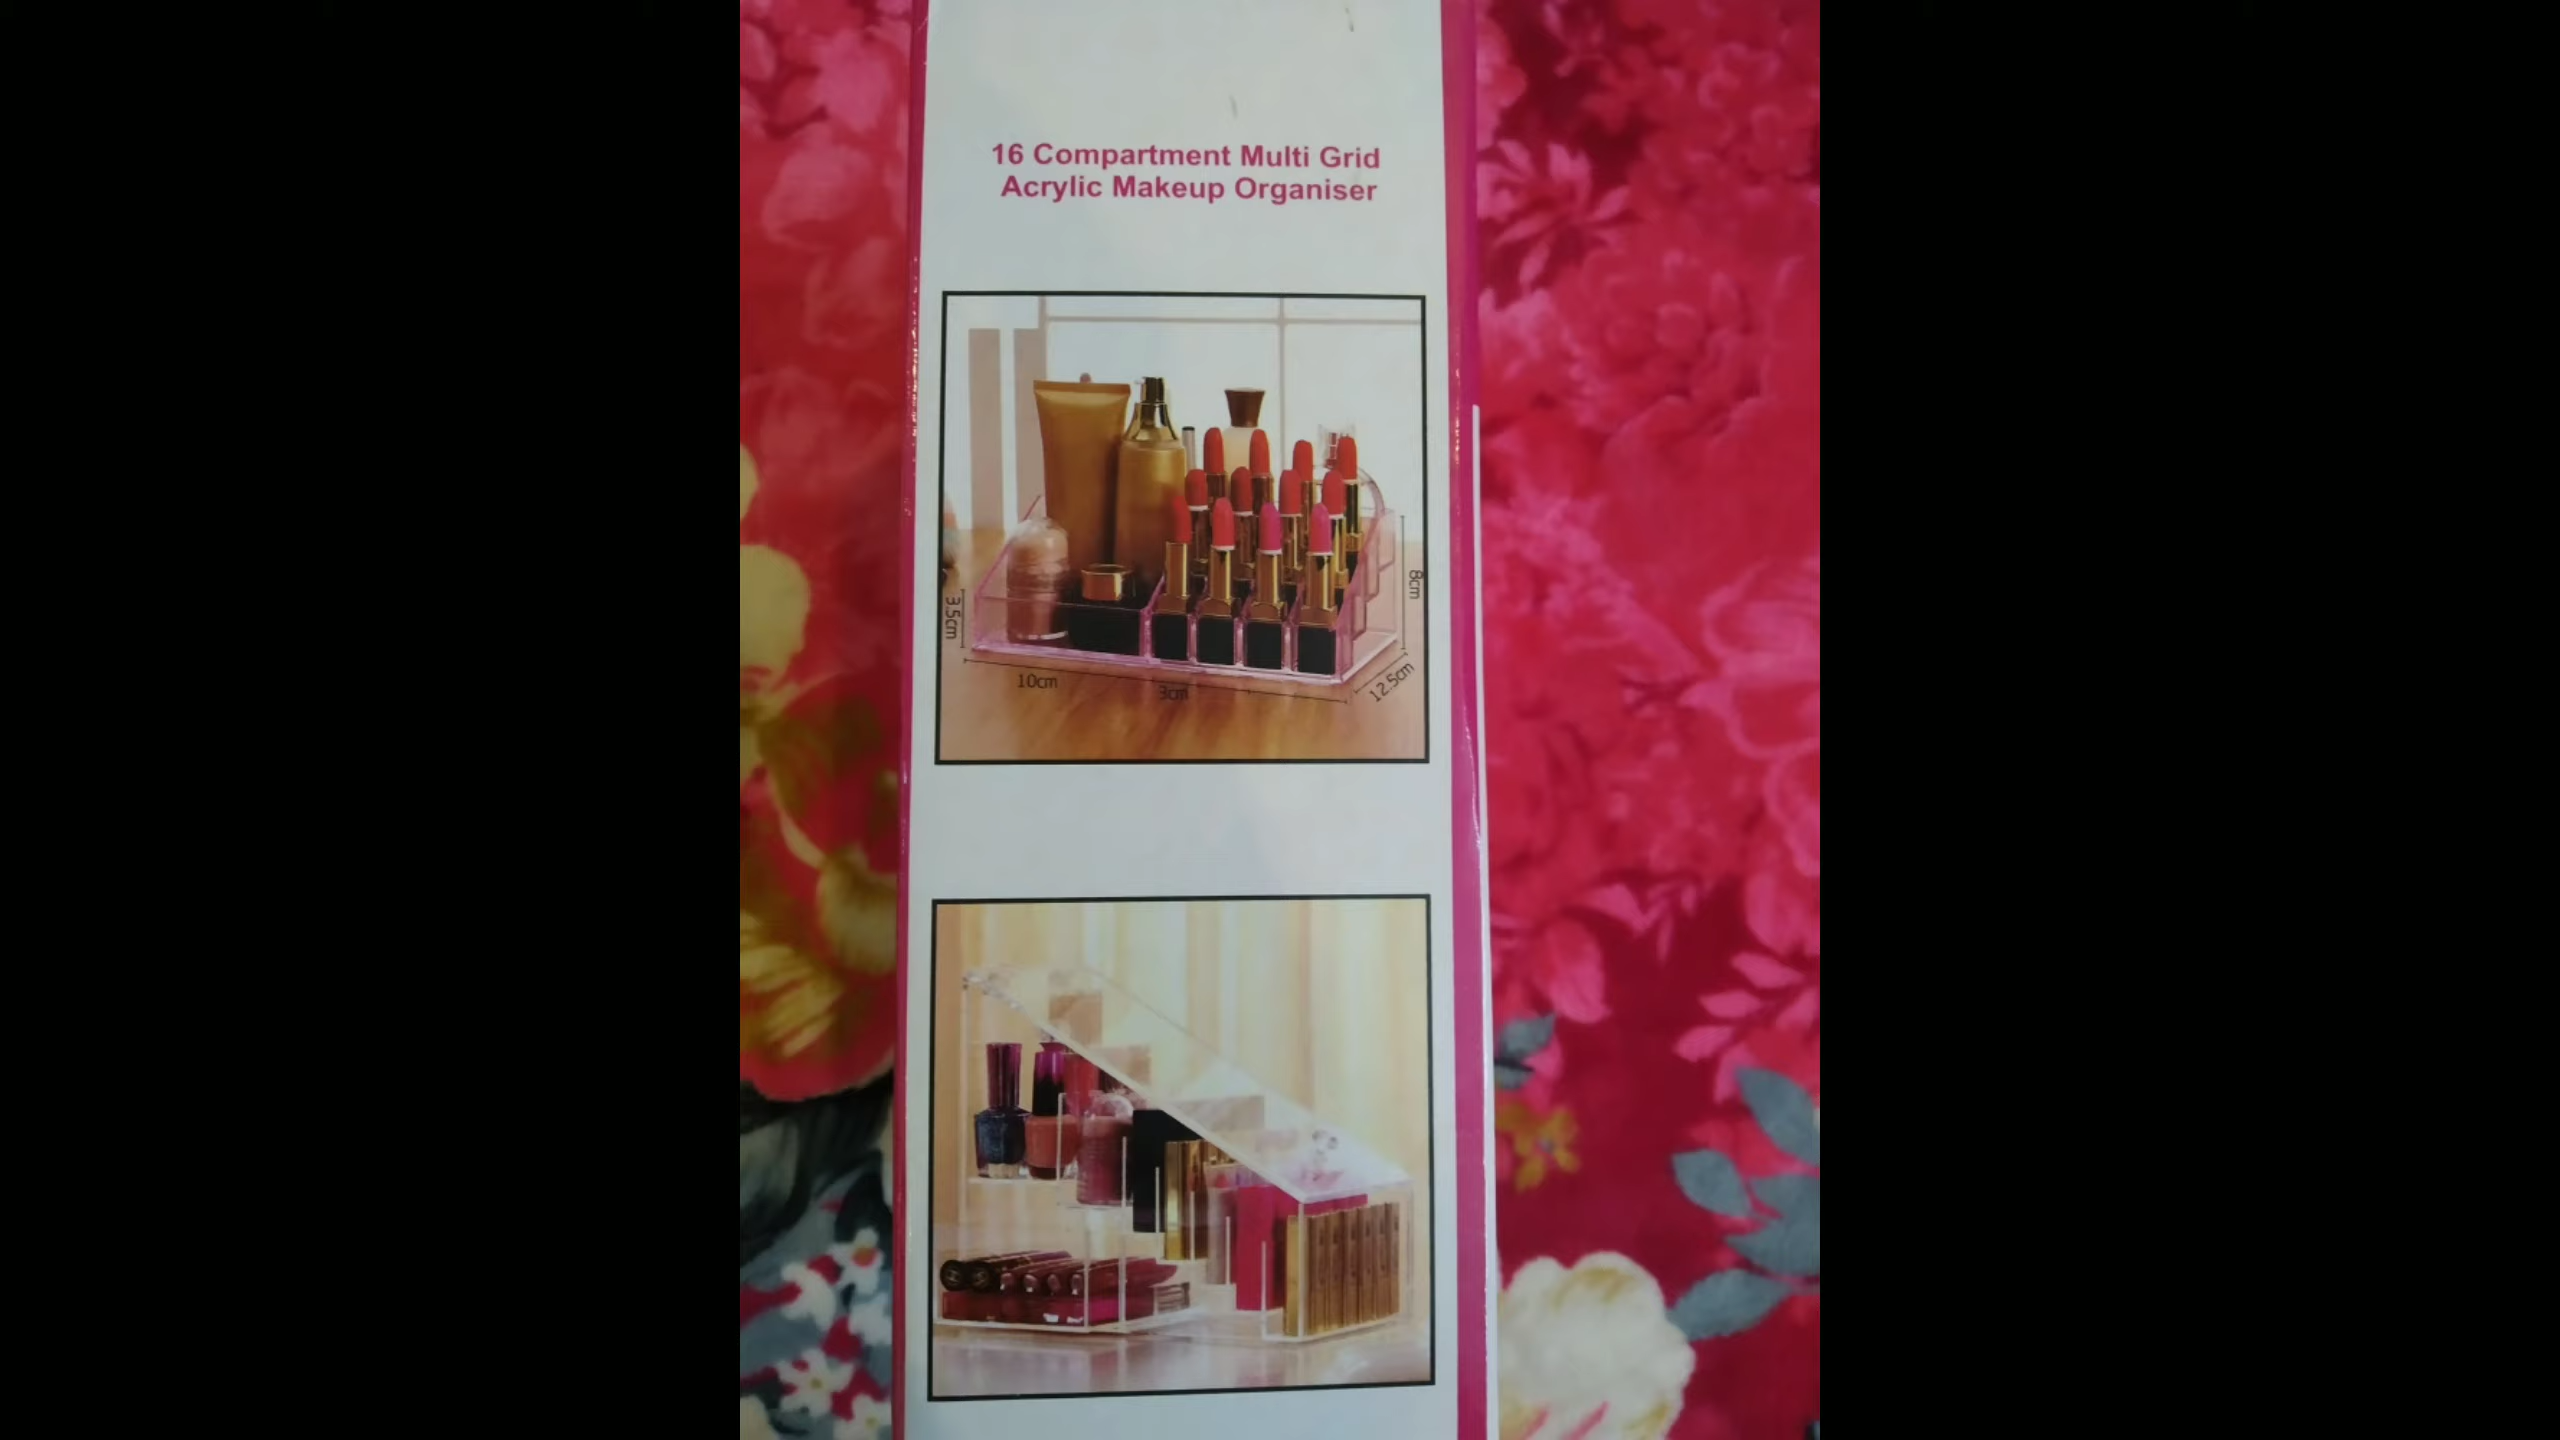 16 Compartment Multi Grid
Acrylic Makeup Organiser
3.5cm
8cm
10cm
3cm
12.5cm